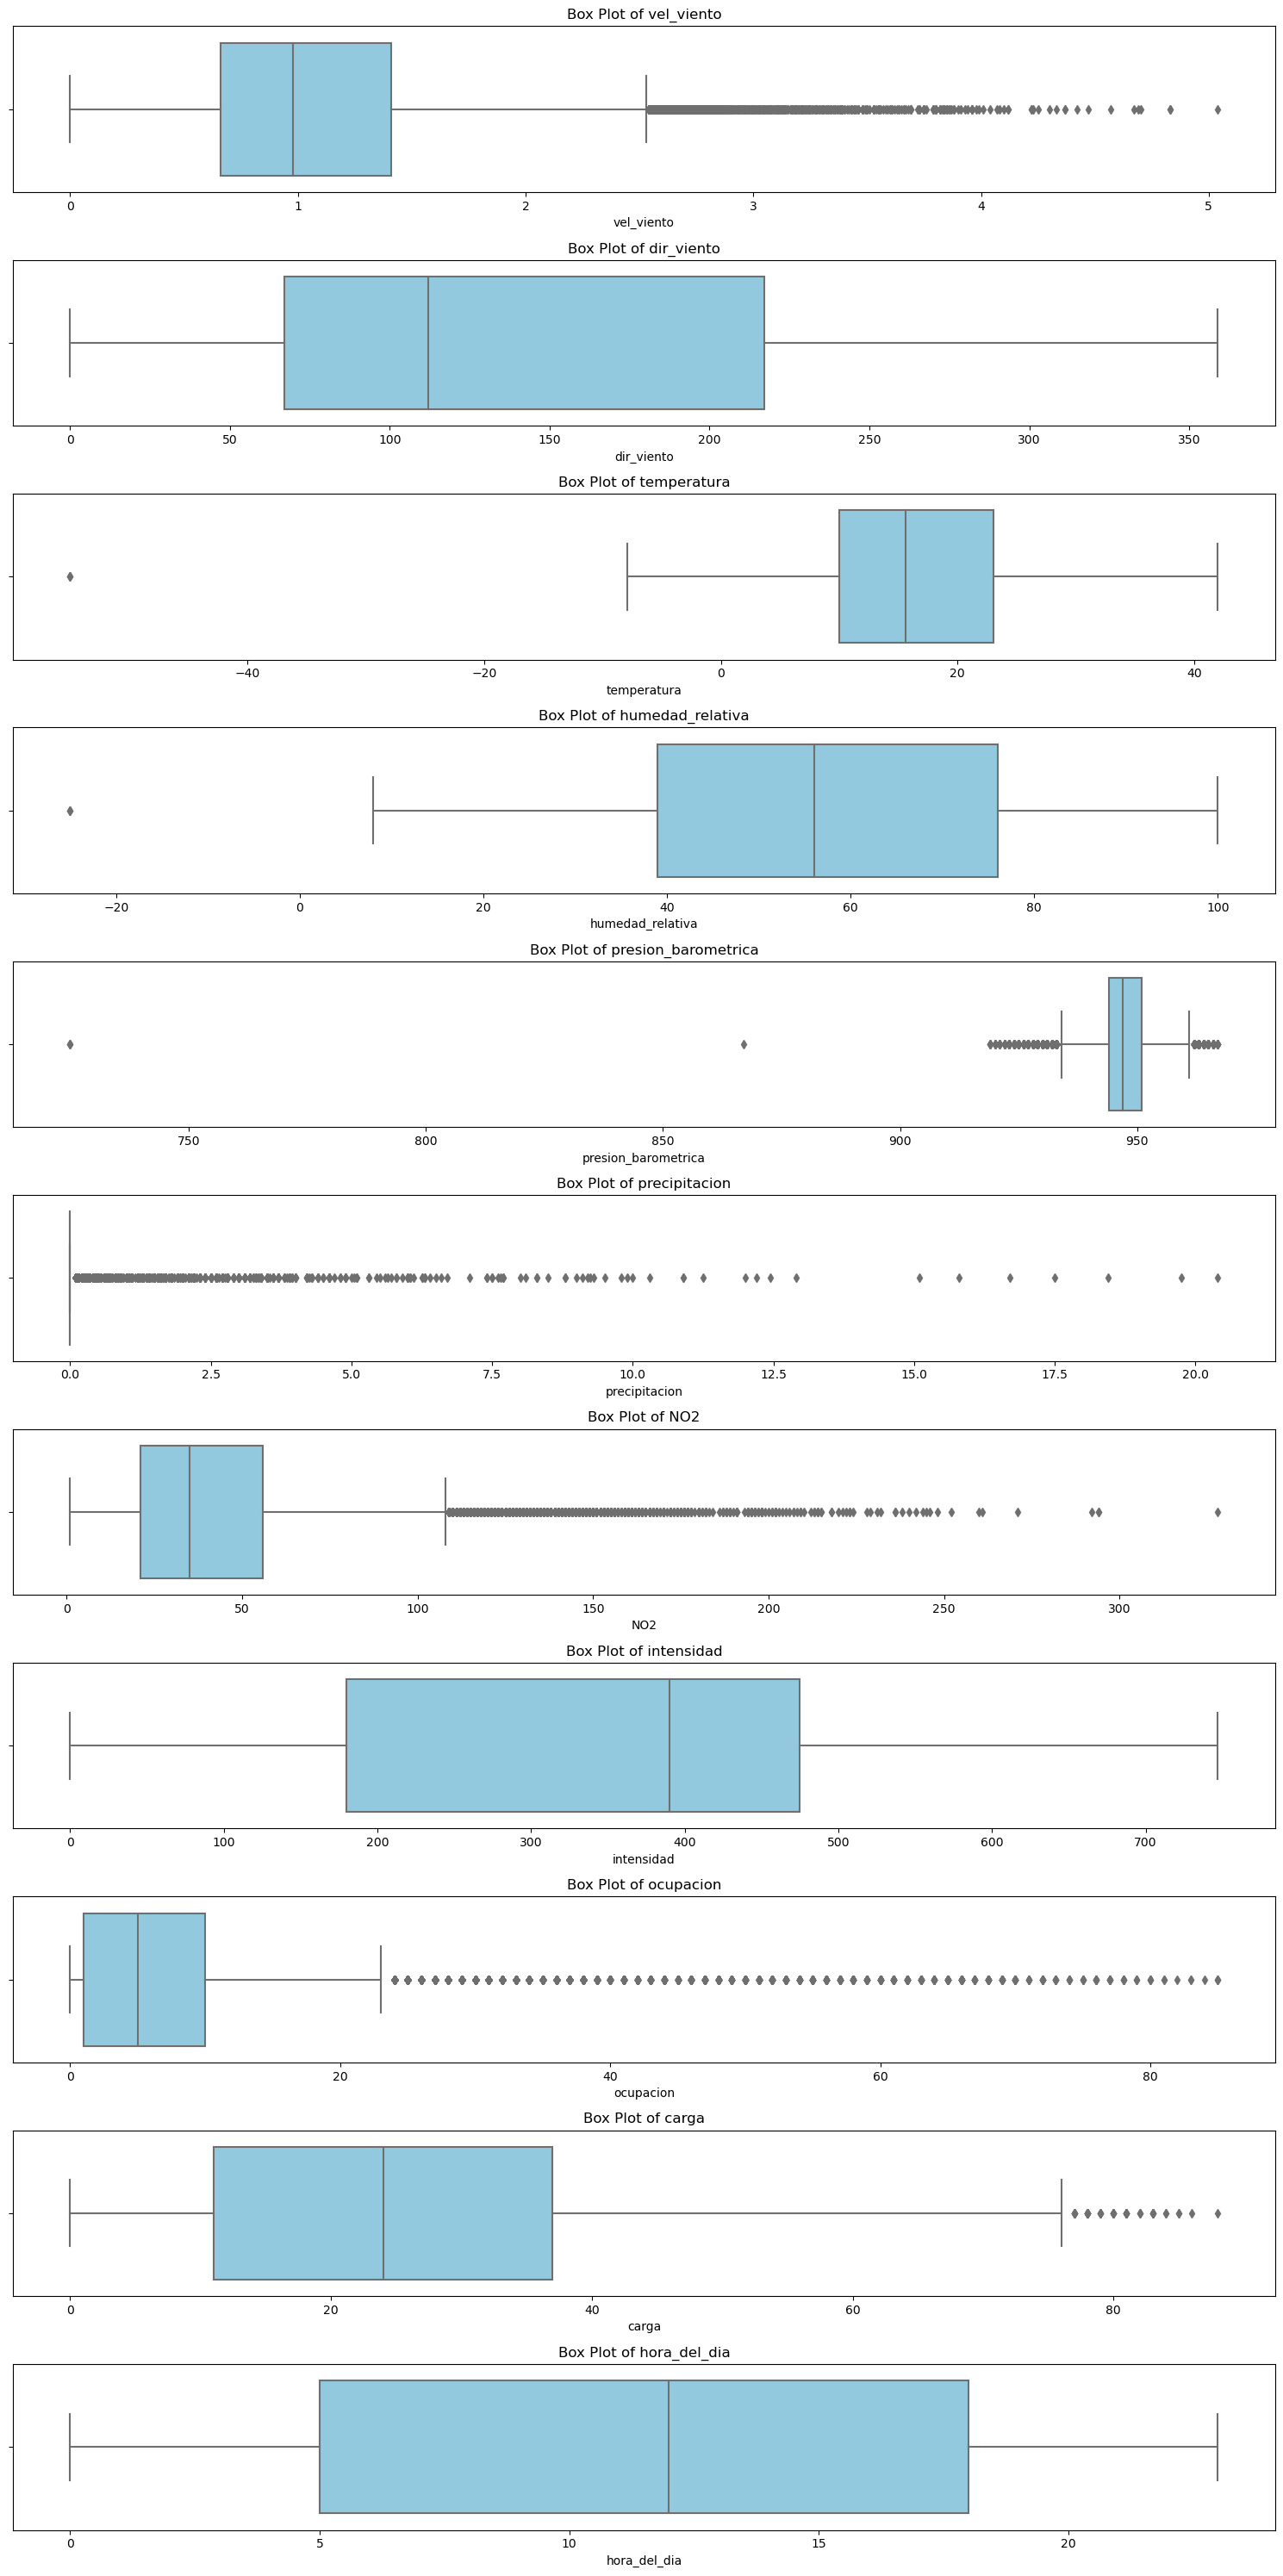 Box Plot of vel_viento
0 1 2 3 4 5
vel_viento
Box Plot of dir_viento
0 50 100 150 200 250 300 350
dir_viento
Box Plot of temperatura
−40 −20 0 20 40
temperatura
Box Plot of humedad_relativa
−20 0 20 40 60 80 100
humedad_relativa
Box Plot of presion_barometrica
750 800 850 900 950
presion_barometrica
Box Plot of precipitacion
0.0 2.5 5.0 7.5 10.0 12.5 15.0 17.5 20.0
precipitacion
Box Plot of NO2
0 50 100 150 200 250 300
NO2
Box Plot of intensidad
0 100 200 300 400 500 600 700
intensidad
Box Plot of ocupacion
0 20 40 60 80
ocupacion
Box Plot of carga
0 20 40 60 80
carga
Box Plot of hora_del_dia
0 5 10 15 20
hora_del_dia